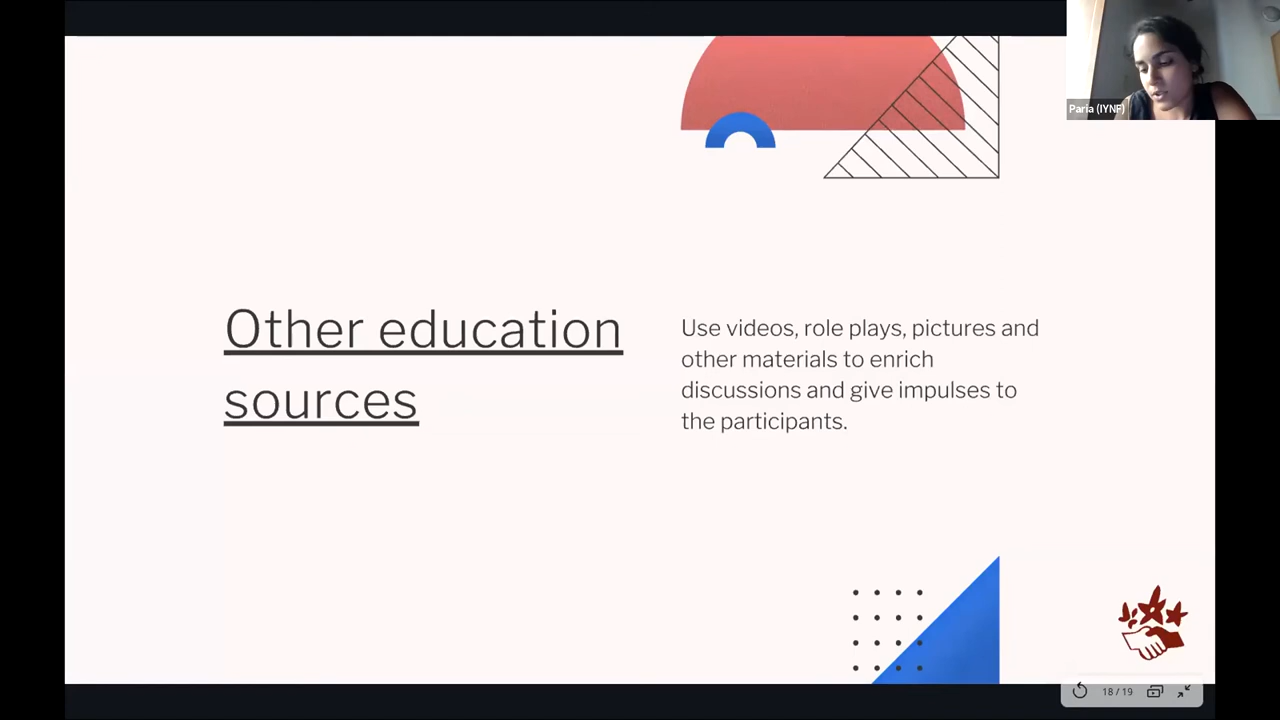 Paria (IYNF)
Other education
sources
Use videos, role plays, pictures and
other materials to enrich
discussions and give impulses to
the participants.
18 / 19